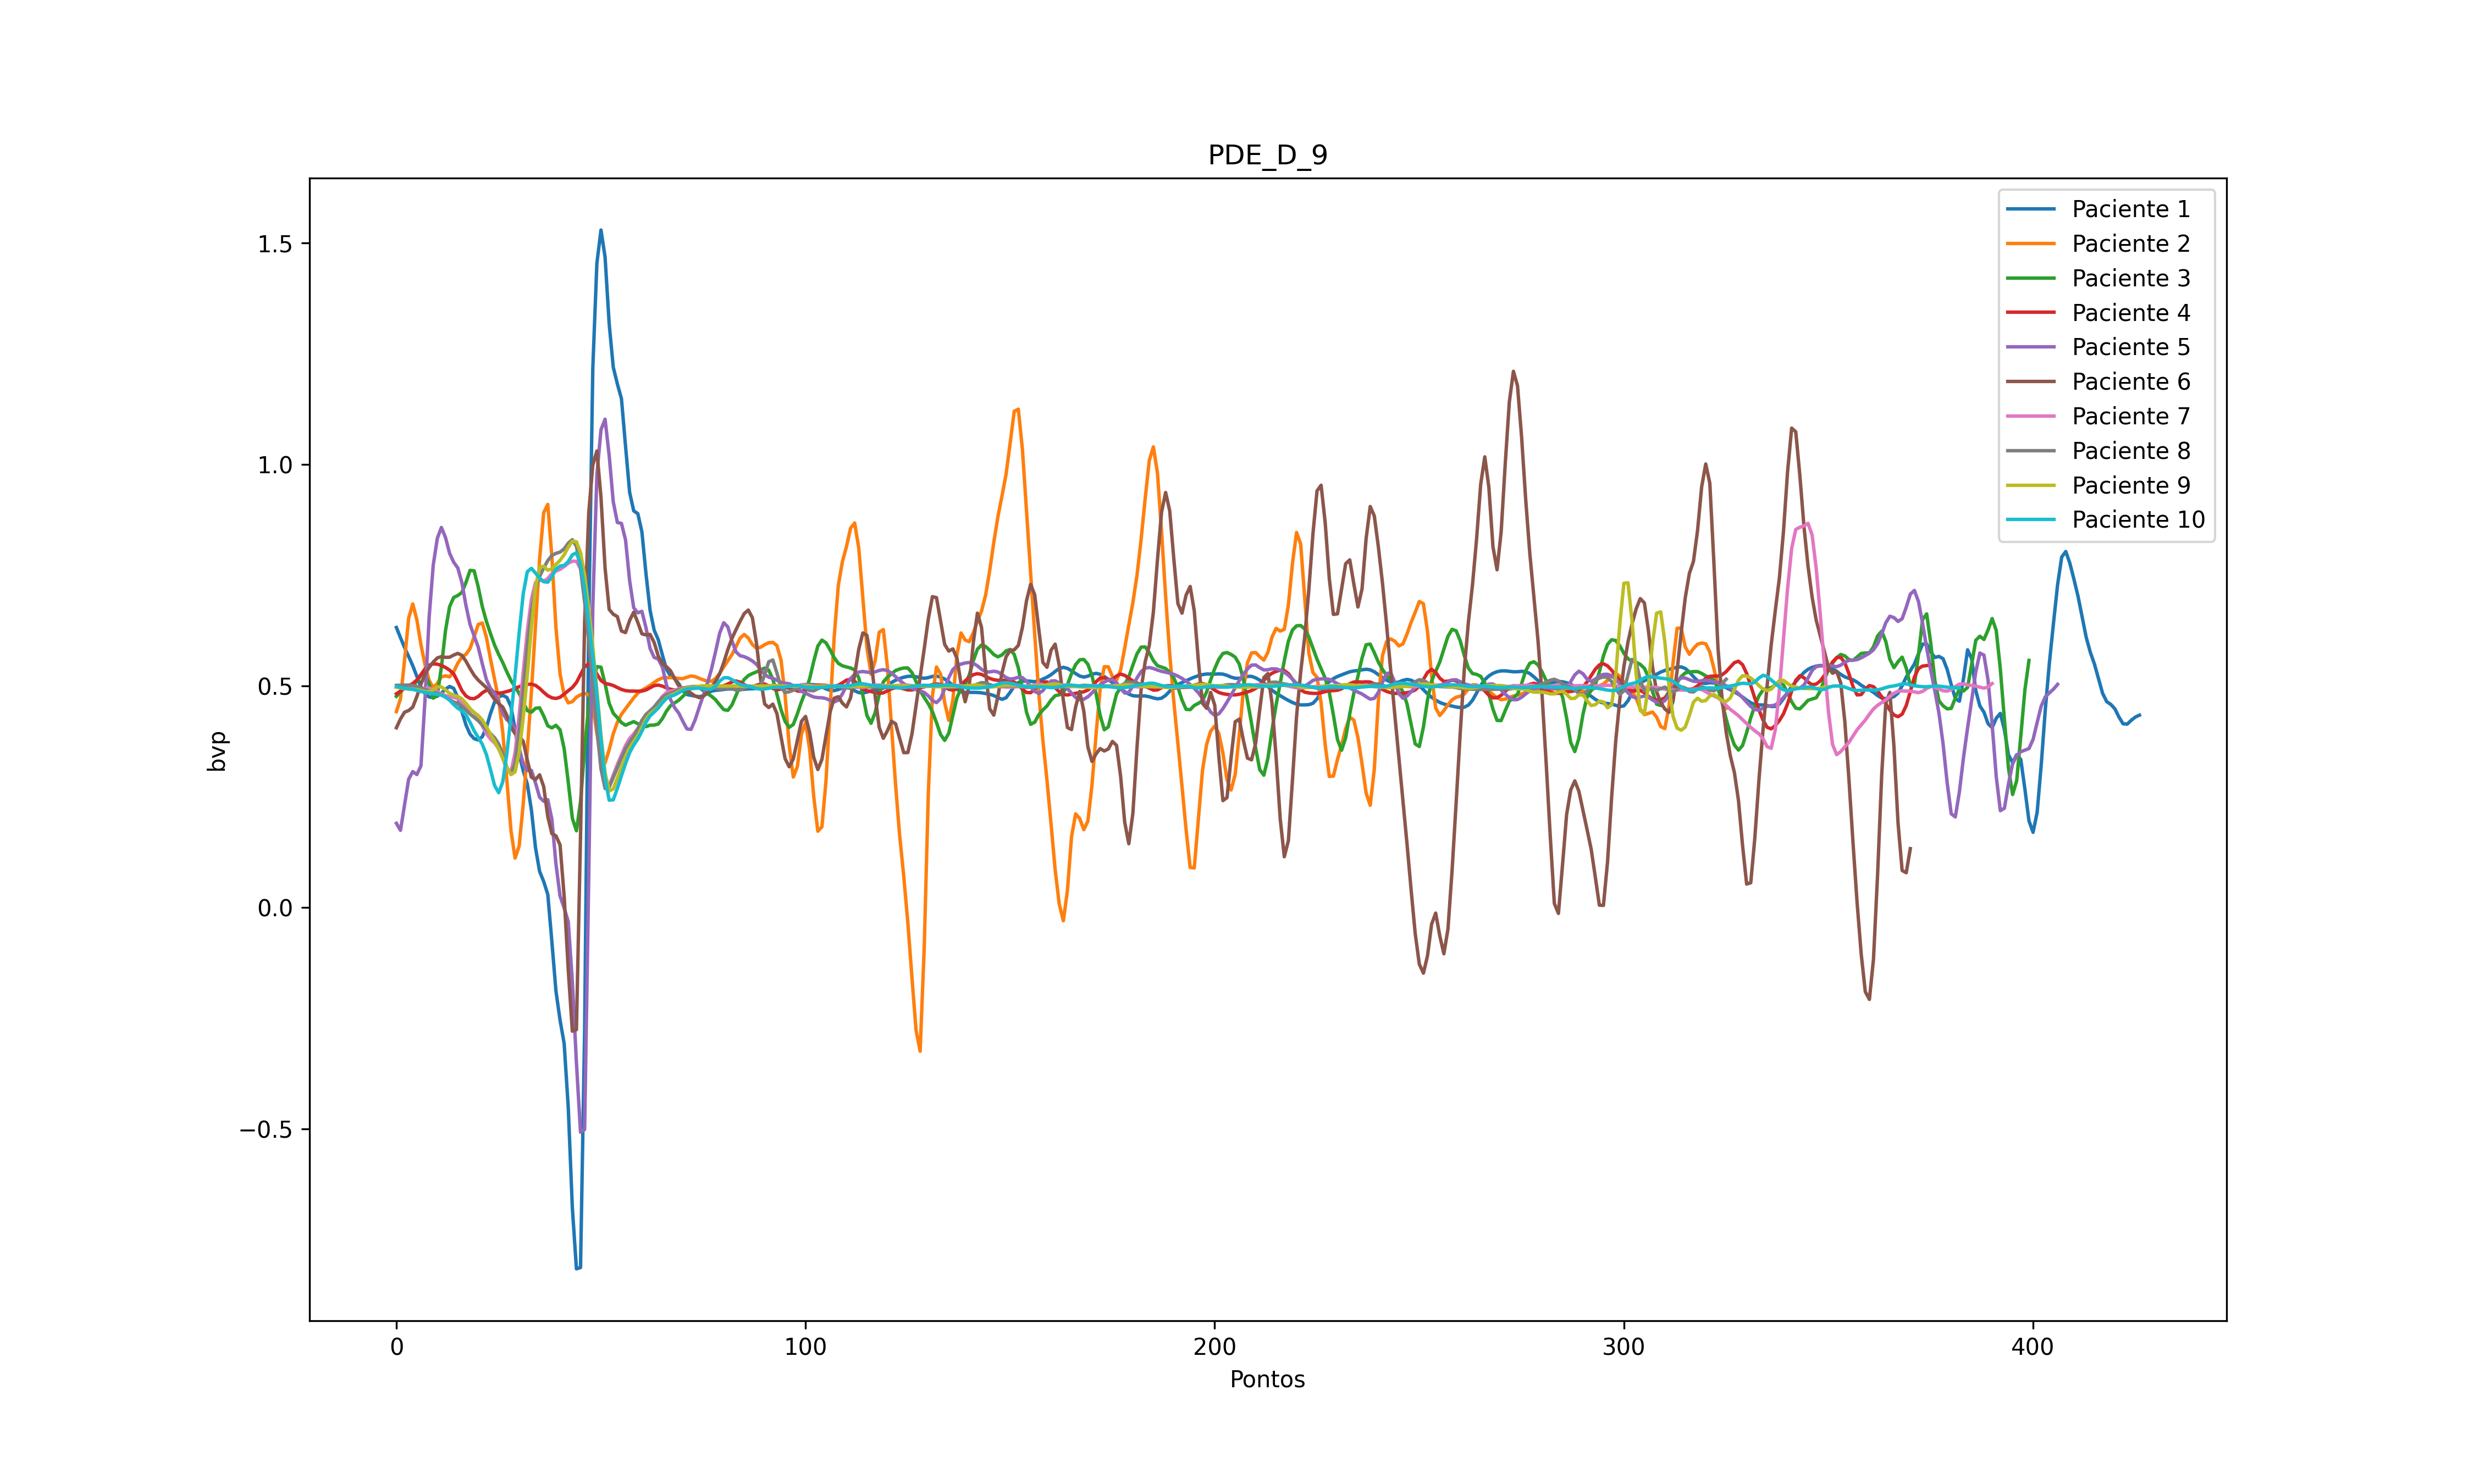 PDE_D_9
1.5
1.0
0.5
0.0
−0.5
bvp
0 100 200 300 400
Pontos
Paciente 1
Paciente 2
Paciente 3
Paciente 4
Paciente 5
Paciente 6
Paciente 7
Paciente 8
Paciente 9
Paciente 10